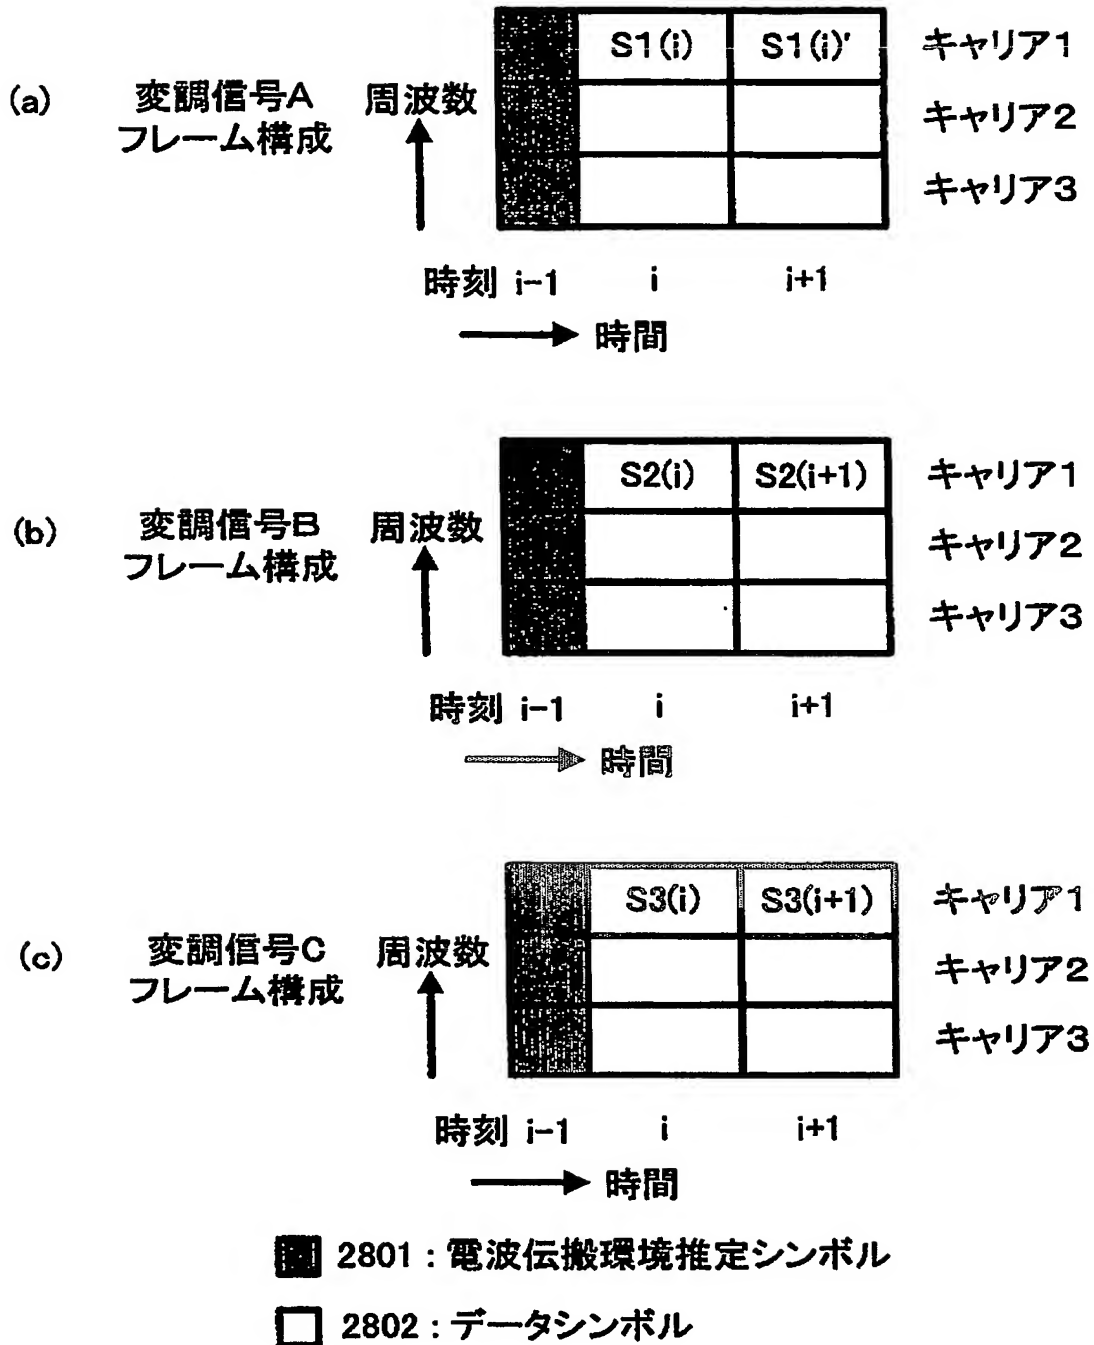 S1(i) S1(i)' キャリア1
(a) 変調信号A 周波数 キャリア2
フレーム構成
キャリア3
時刻 i-1 i i+1
時間
S2(i) S2(i+1) キャリア1
(b) 変調信号B 周波数 キャリア2
フレーム構成
キャリア3
時刻 i-1 i i+1
時間
S3(i) S3(i+1) キャリア1
(c) 変調信号C 周波数 キャリア2
フレーム構成
キャリア3
時刻 i-1 i i+1
時間
2801 : 電波伝搬環境推定シンボル
2802 : データシンボル